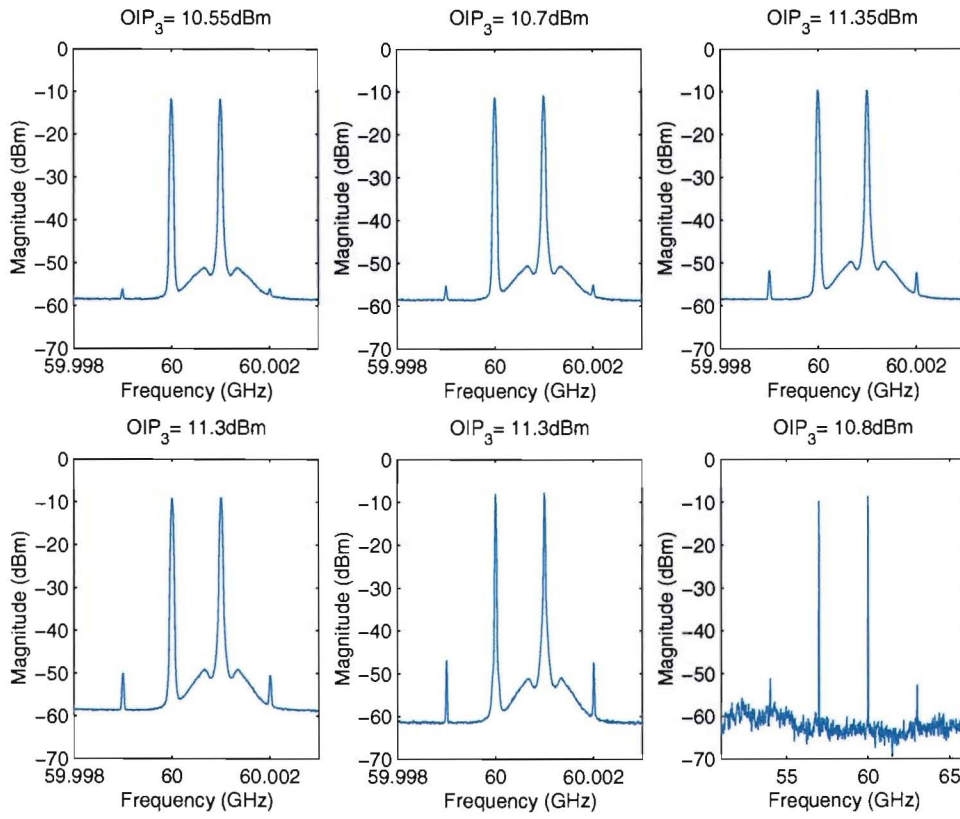 OIP3= 10.55dBm
0
−10
−20
−30
−40
−50
−60
−70
Magnitude (dBm)
59.998 60 60.002
Frequency (GHz)
OIP3= 10.7dBm
0
−10
−20
−30
−40
−50
−60
−70
Magnitude (dBm)
59.998 60 60.002
Frequency (GHz)
OIP3= 11.35dBm
0
−10
−20
−30
−40
−50
−60
−70
Magnitude (dBm)
59.998 60 60.002
Frequency (GHz)
OIP3= 11.3dBm
0
−10
−20
−30
−40
−50
−60
−70
Magnitude (dBm)
59.998 60 60.002
Frequency (GHz)
OIP3= 11.3dBm
0
−10
−20
−30
−40
−50
−60
−70
Magnitude (dBm)
59.998 60 60.002
Frequency (GHz)
OIP3= 10.8dBm
0
−10
−20
−30
−40
−50
−60
−70
Magnitude (dBm)
55 60 65
Frequency (GHz)